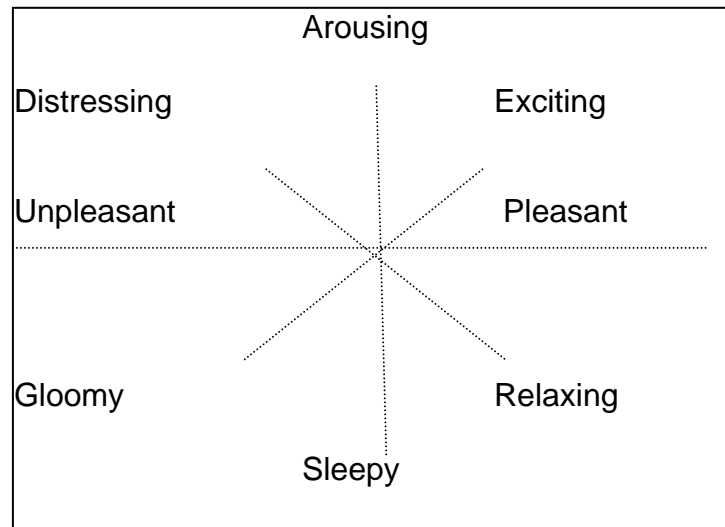 Arousing
Distressing Exciting
Unpleasant Pleasant
Gloomy Relaxing
Sleepy